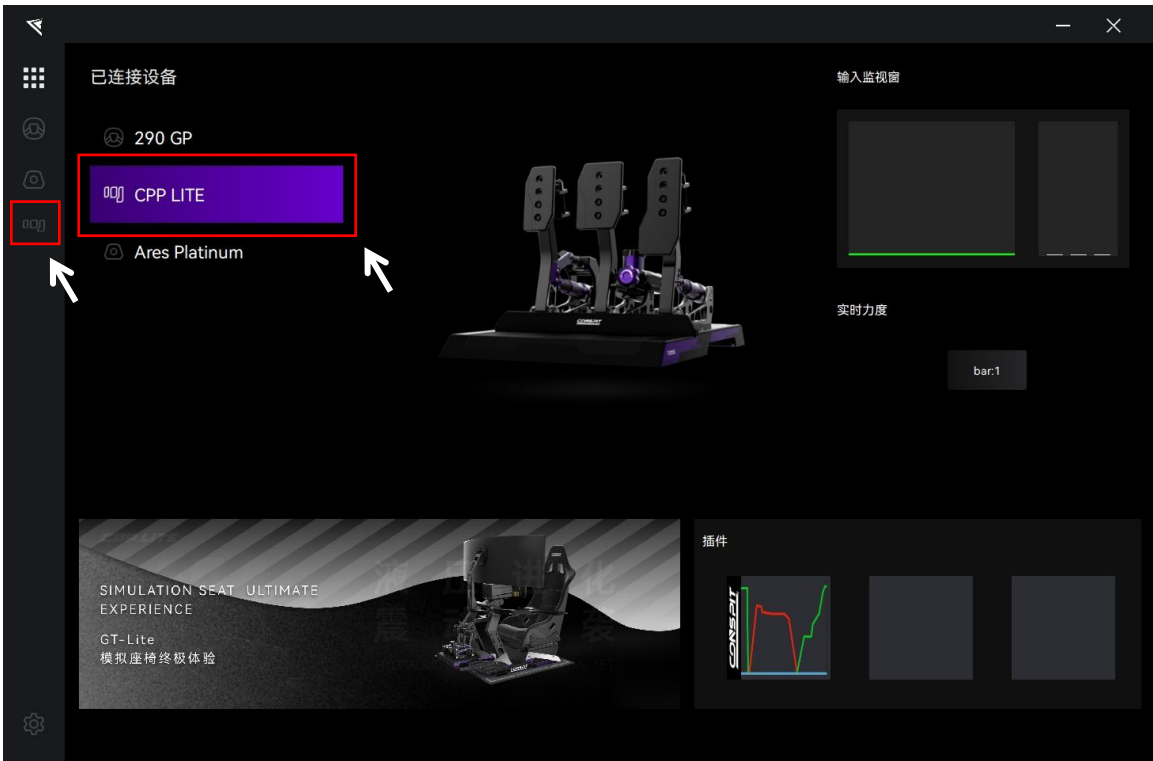 已连接设备
290 GP
CPP LITE
Ares Platinum
输入监视窗
实时力度
bar:1
CONSPIT
SIMULATION SEAT ULTIMATE
EXPERIENCE
GT-Lite
模拟座椅终极体验
插件
CONSPIT